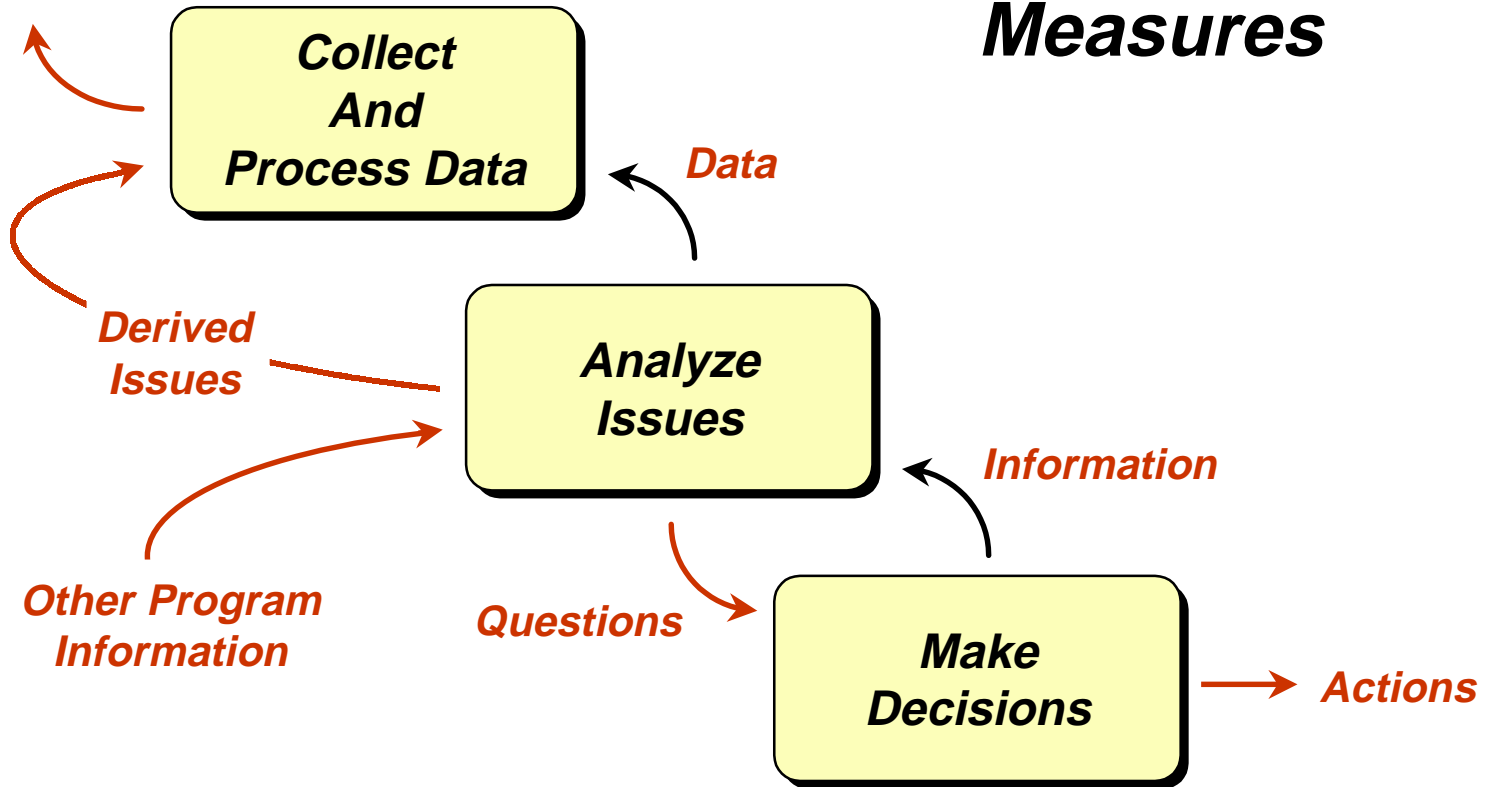 Measures
Collect
And
Process Data
Data
Derived
Issues
Analyze
Issues
Information
Other Program
Information
Questions
Make
Decisions
Actions